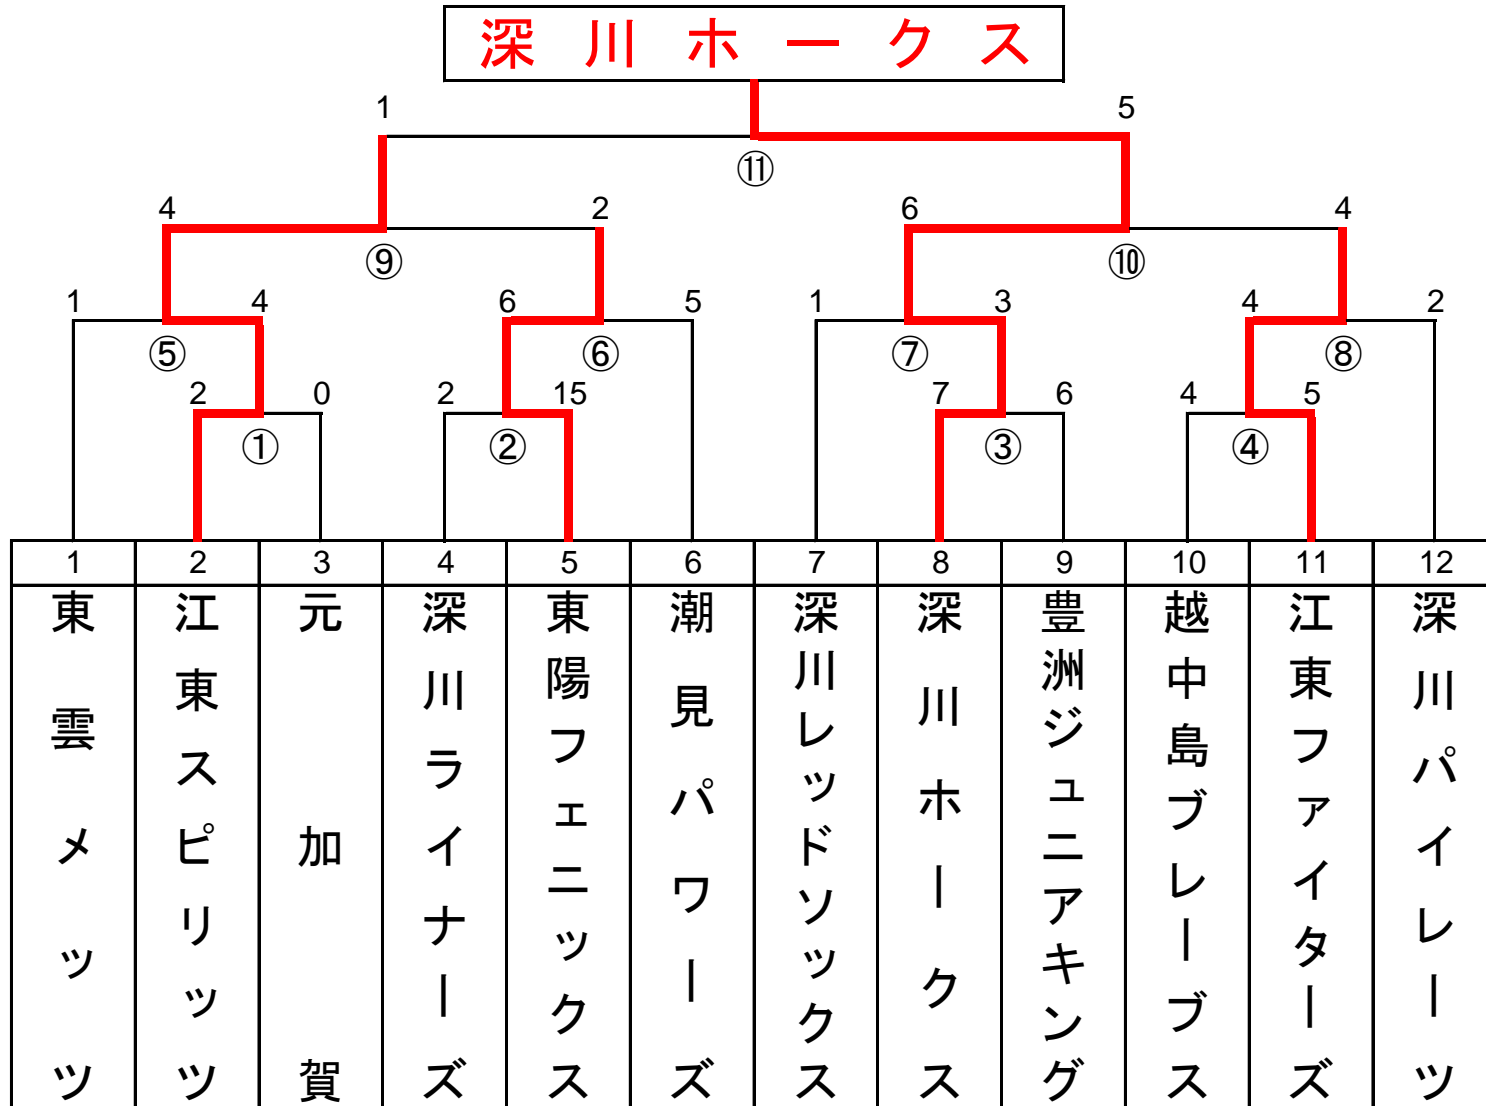 深川ホークス
1 5
⑪
4 2 6 4
⑨ ⑩
1 4 6 5 1 3 4 2
⑤ ⑥ ⑦ ⑧
2 0 2 15 7 6 4 5
① ② ③ ④
1 2 3 4 5 6 7 8 9 10 11 12
東雲メッツ
江東スピリッツ
元加賀
深川ライナーズ
東陽フェニックス
潮見パワーズ
深川レッドソックス
深川ホークス
豊洲ジュニアキング
越中島ブレーブス
江東ファイターズ
深川パイレーツ